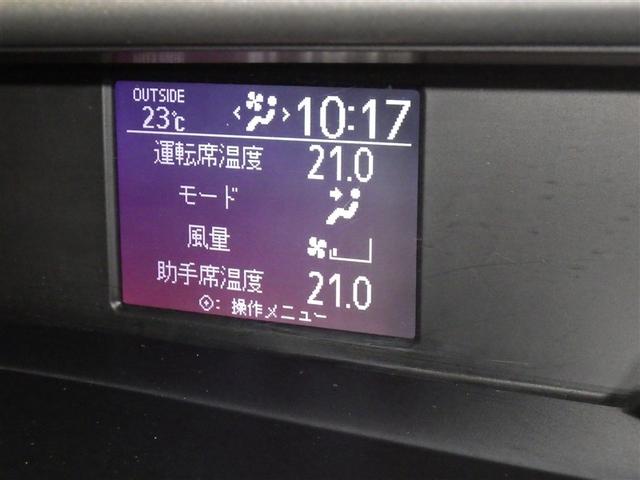 OUTSIDE
23℃ 10:17
運転席温度 21.0
モード
風量
助手席温度 21.0
: 操作メニュー